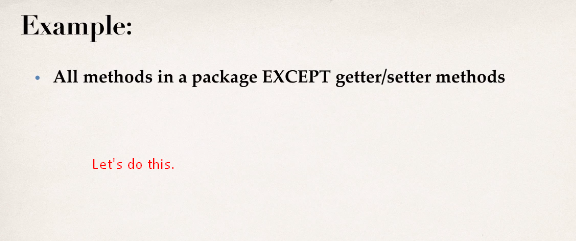 Example:
• All methods in a package EXCEPT getter/setter methods
Let's do this.